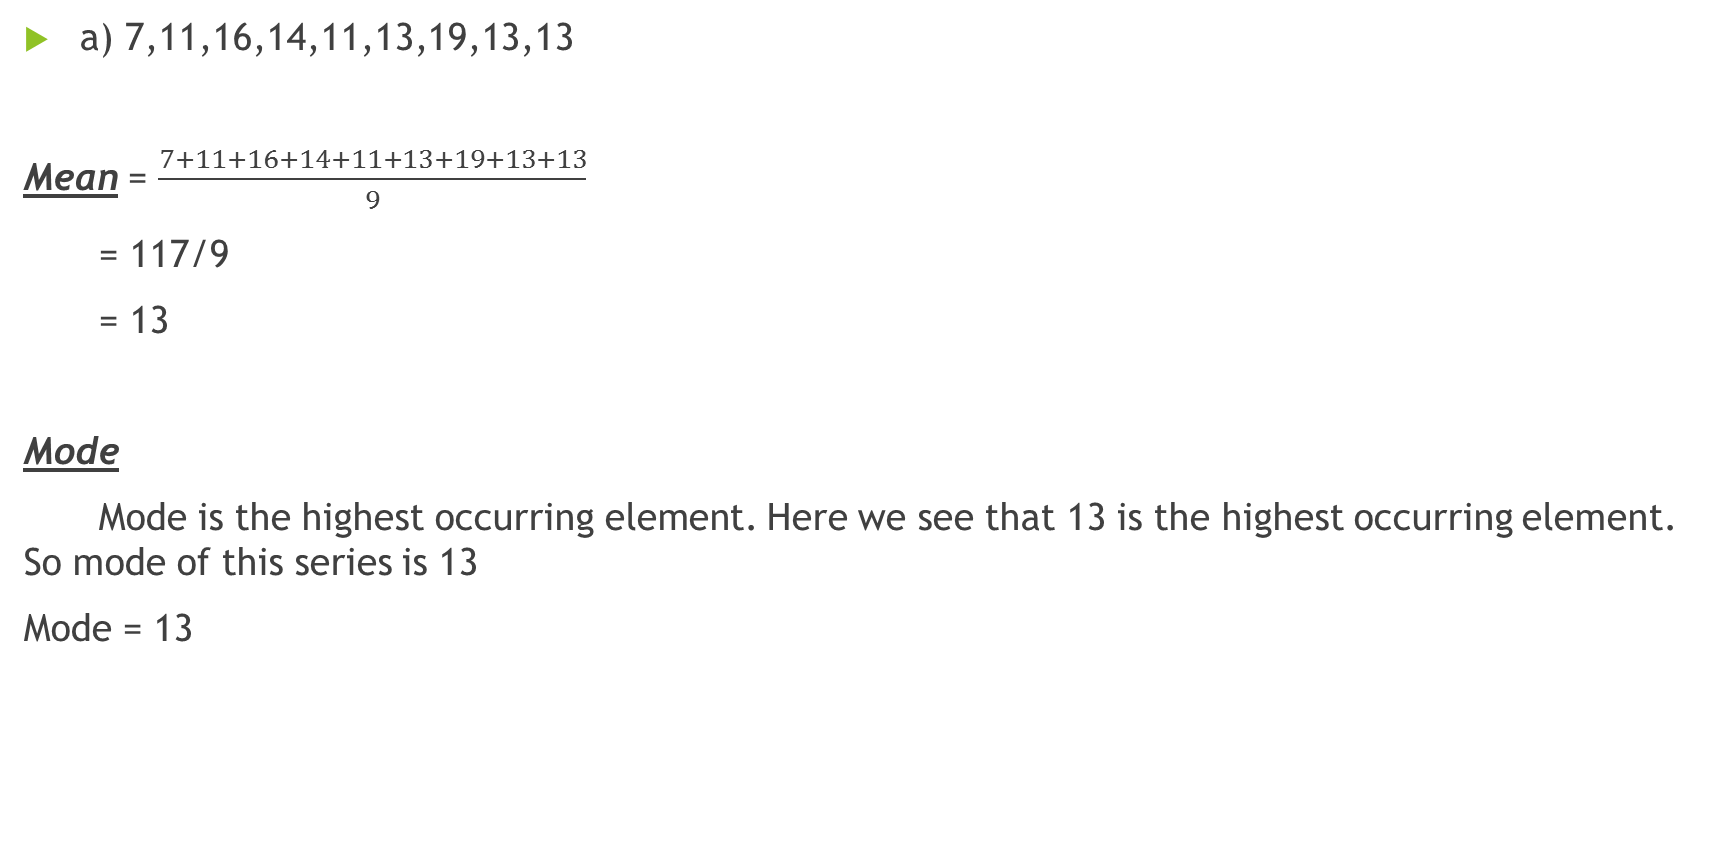 a) 7,11,16,14,11,13,19,13,13
Mean = 7+11+16+14+11+13+19+13+13
9
= 117/9
= 13
Mode
Mode is the highest occurring element. Here we see that 13 is the highest occurring element.
So mode of this series is 13
Mode = 13